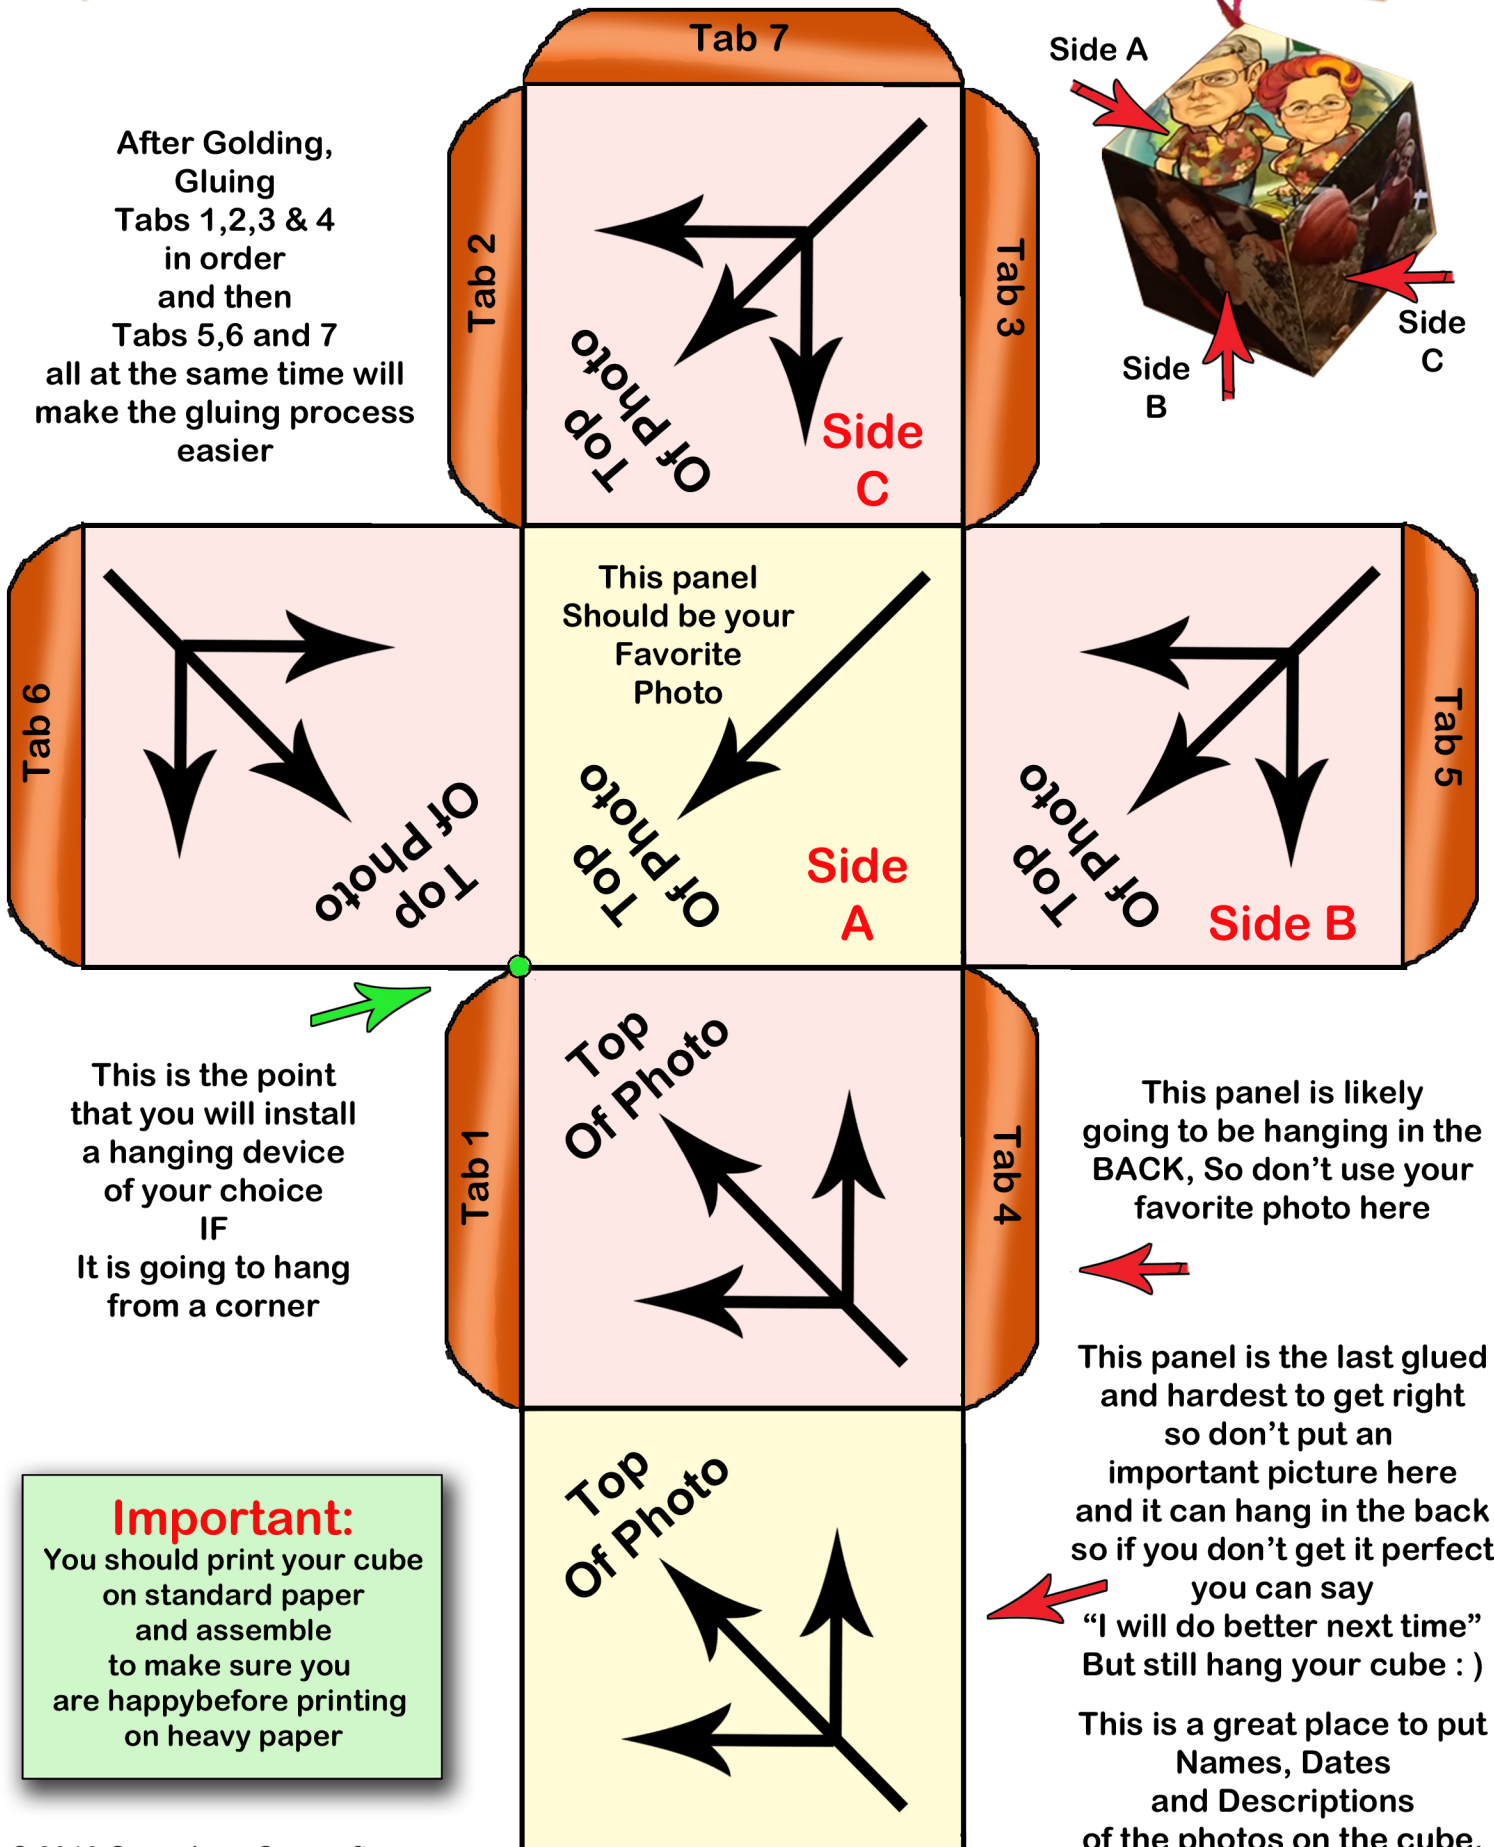 Tab 7
Side A
After Golding,
Gluing
Tabs 1,2,3 & 4
in order
and then
Tabs 5,6 and 7
all at the same time will
make the gluing process
easier
Tab 2
Tab 3
Top
Of Photo
Side
C
Side
B
Side
C
Tab 6
Top
Of Photo
This panel
Should be your
Favorite
Photo
Top
Of Photo
Side
A
Top
Of Photo
Side B
Tab 5
This is the point
that you will install
a hanging device
of your choice
IF
It is going to hang
from a corner
Tab 1
Top
Of Photo
Tab 4
This panel is likely
going to be hanging in the
BACK, So don't use your
favorite photo here
This panel is the last glued
and hardest to get right
so don't put an
important picture here
and it can hang in the back
so if you don't get it perfect
you can say
“I will do better next time”
But still hang your cube : )
Top
Of Photo
Important:
You should print your cube
on standard paper
and assemble
to make sure you
are happybefore printing
on heavy paper
This is a great place to put
Names, Dates
and Descriptions
of the photos on the cube.